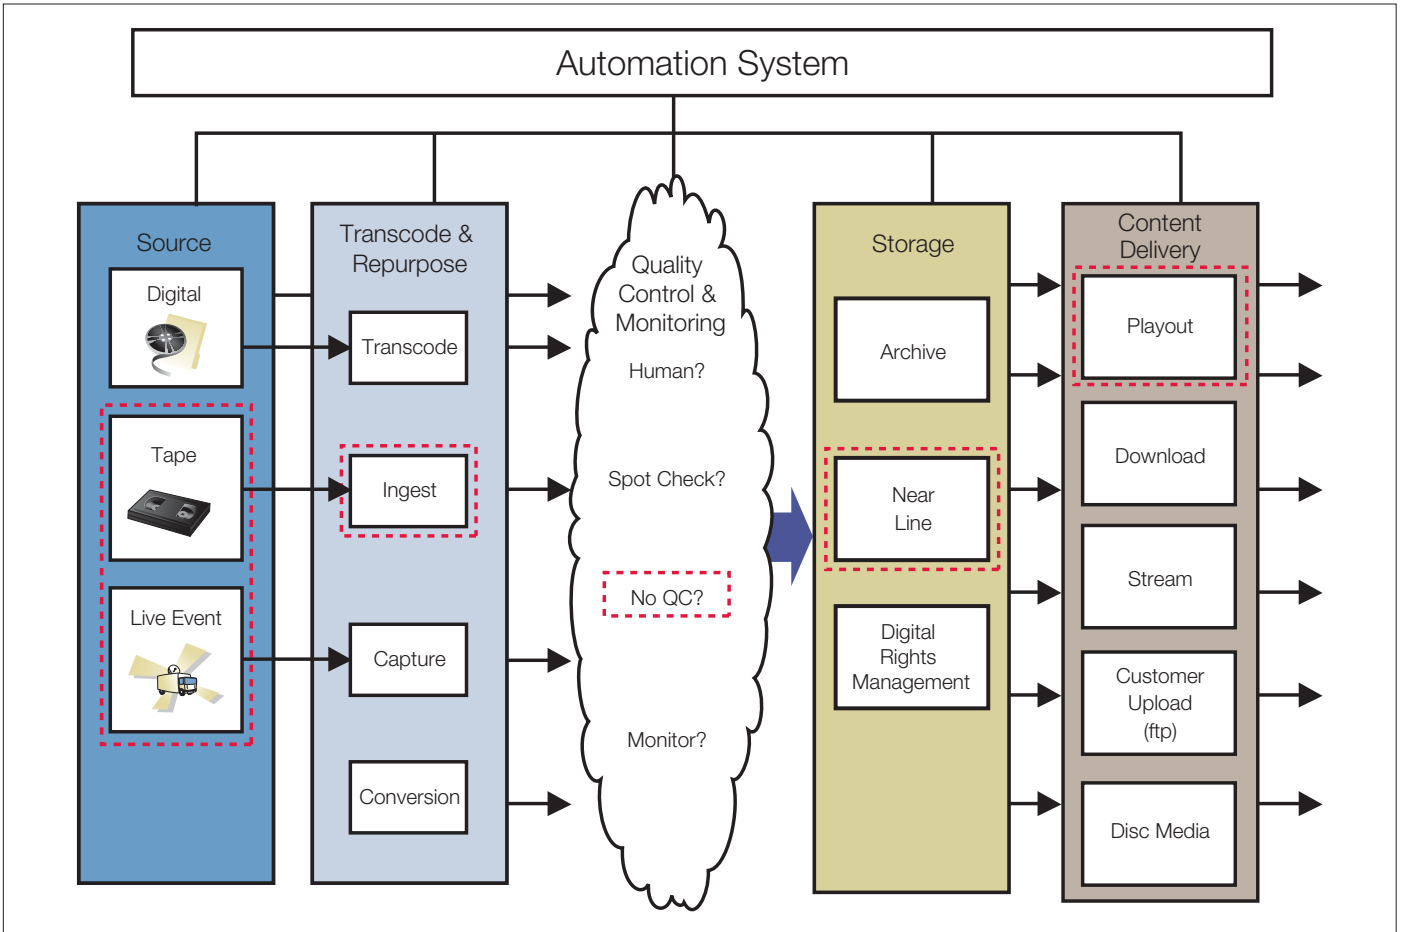 Automation System
Source
Digital
Tape
Live Event
Transcode &
Repurpose
Transcode
Ingest
Capture
Conversion
Quality
Control &
Monitoring
Human?
Spot Check?
No QC?
Monitor?
Storage
Archive
Near
Line
Digital
Rights
Management
Content
Delivery
Playout
Download
Stream
Customer
Upload
(ftp)
Disc Media